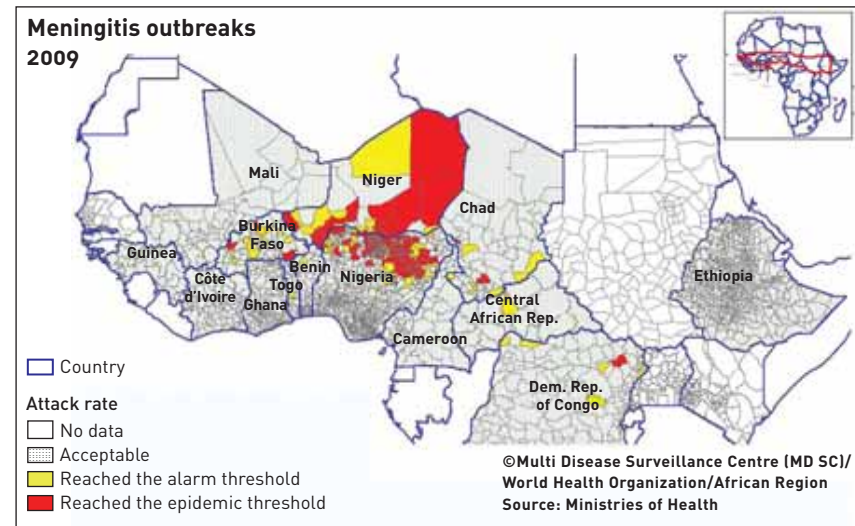 Meningitis outbreaks
2009
Mali
Niger
Chad
Burkina
Faso
Guinea
Benin
Nigeria
Ethiopia
Côte
d'Ivoire
Togo
Ghana
Central
African Rep.
Cameroon
Country
Dem. Rep.
of Congo
Attack rate
No data
Acceptable
Reached the alarm threshold
Reached the epidemic threshold
©Multi Disease Surveillance Centre (MD SC)/
World Health Organization/African Region
Source: Ministries of Health